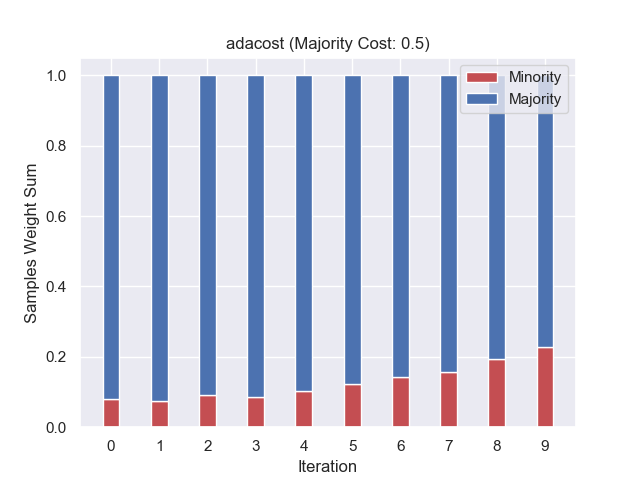 adacost (Majority Cost: 0.5)
Minority
Majority
1.0
0.8
0.6
0.4
0.2
0.0
Samples Weight Sum
0 1 2 3 4 5 6 7 8 9
Iteration